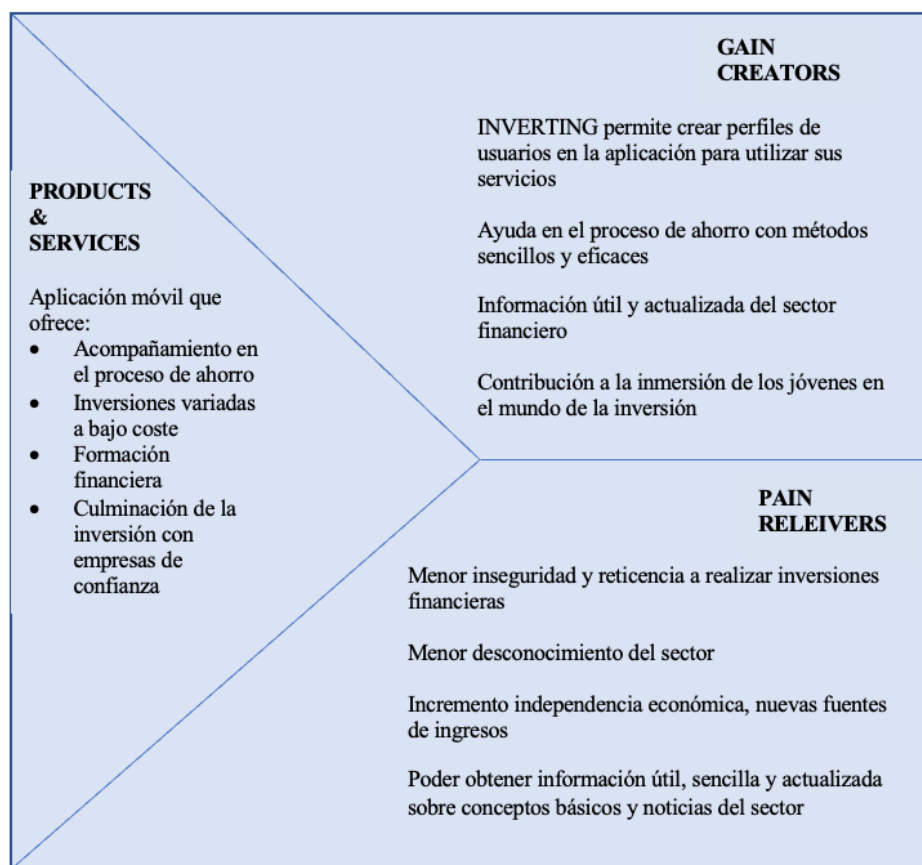 GAIN
CREATORS
INVERTING permite crear perfiles de
usuarios en la aplicación para utilizar sus
servicios
Ayuda en el proceso de ahorro con métodos
sencillos y eficaces
Información útil y actualizada del sector
financiero
Contribución a la inmersión de los jóvenes en
el mundo de la inversión
PRODUCTS
&
SERVICES
Aplicación móvil que
ofrece:
• Acompañamiento en
el proceso de ahorro
• Inversiones variadas
a bajo coste
• Formación
financiera
• Culminación de la
inversión con
empresas de
confianza
PAIN
RELEIVERS
Menor inseguridad y reticencia a realizar inversiones
financieras
Menor desconocimiento del sector
Incremento independencia económica, nuevas fuentes
de ingresos
Poder obtener información útil, sencilla y actualizada
sobre conceptos básicos y noticias del sector